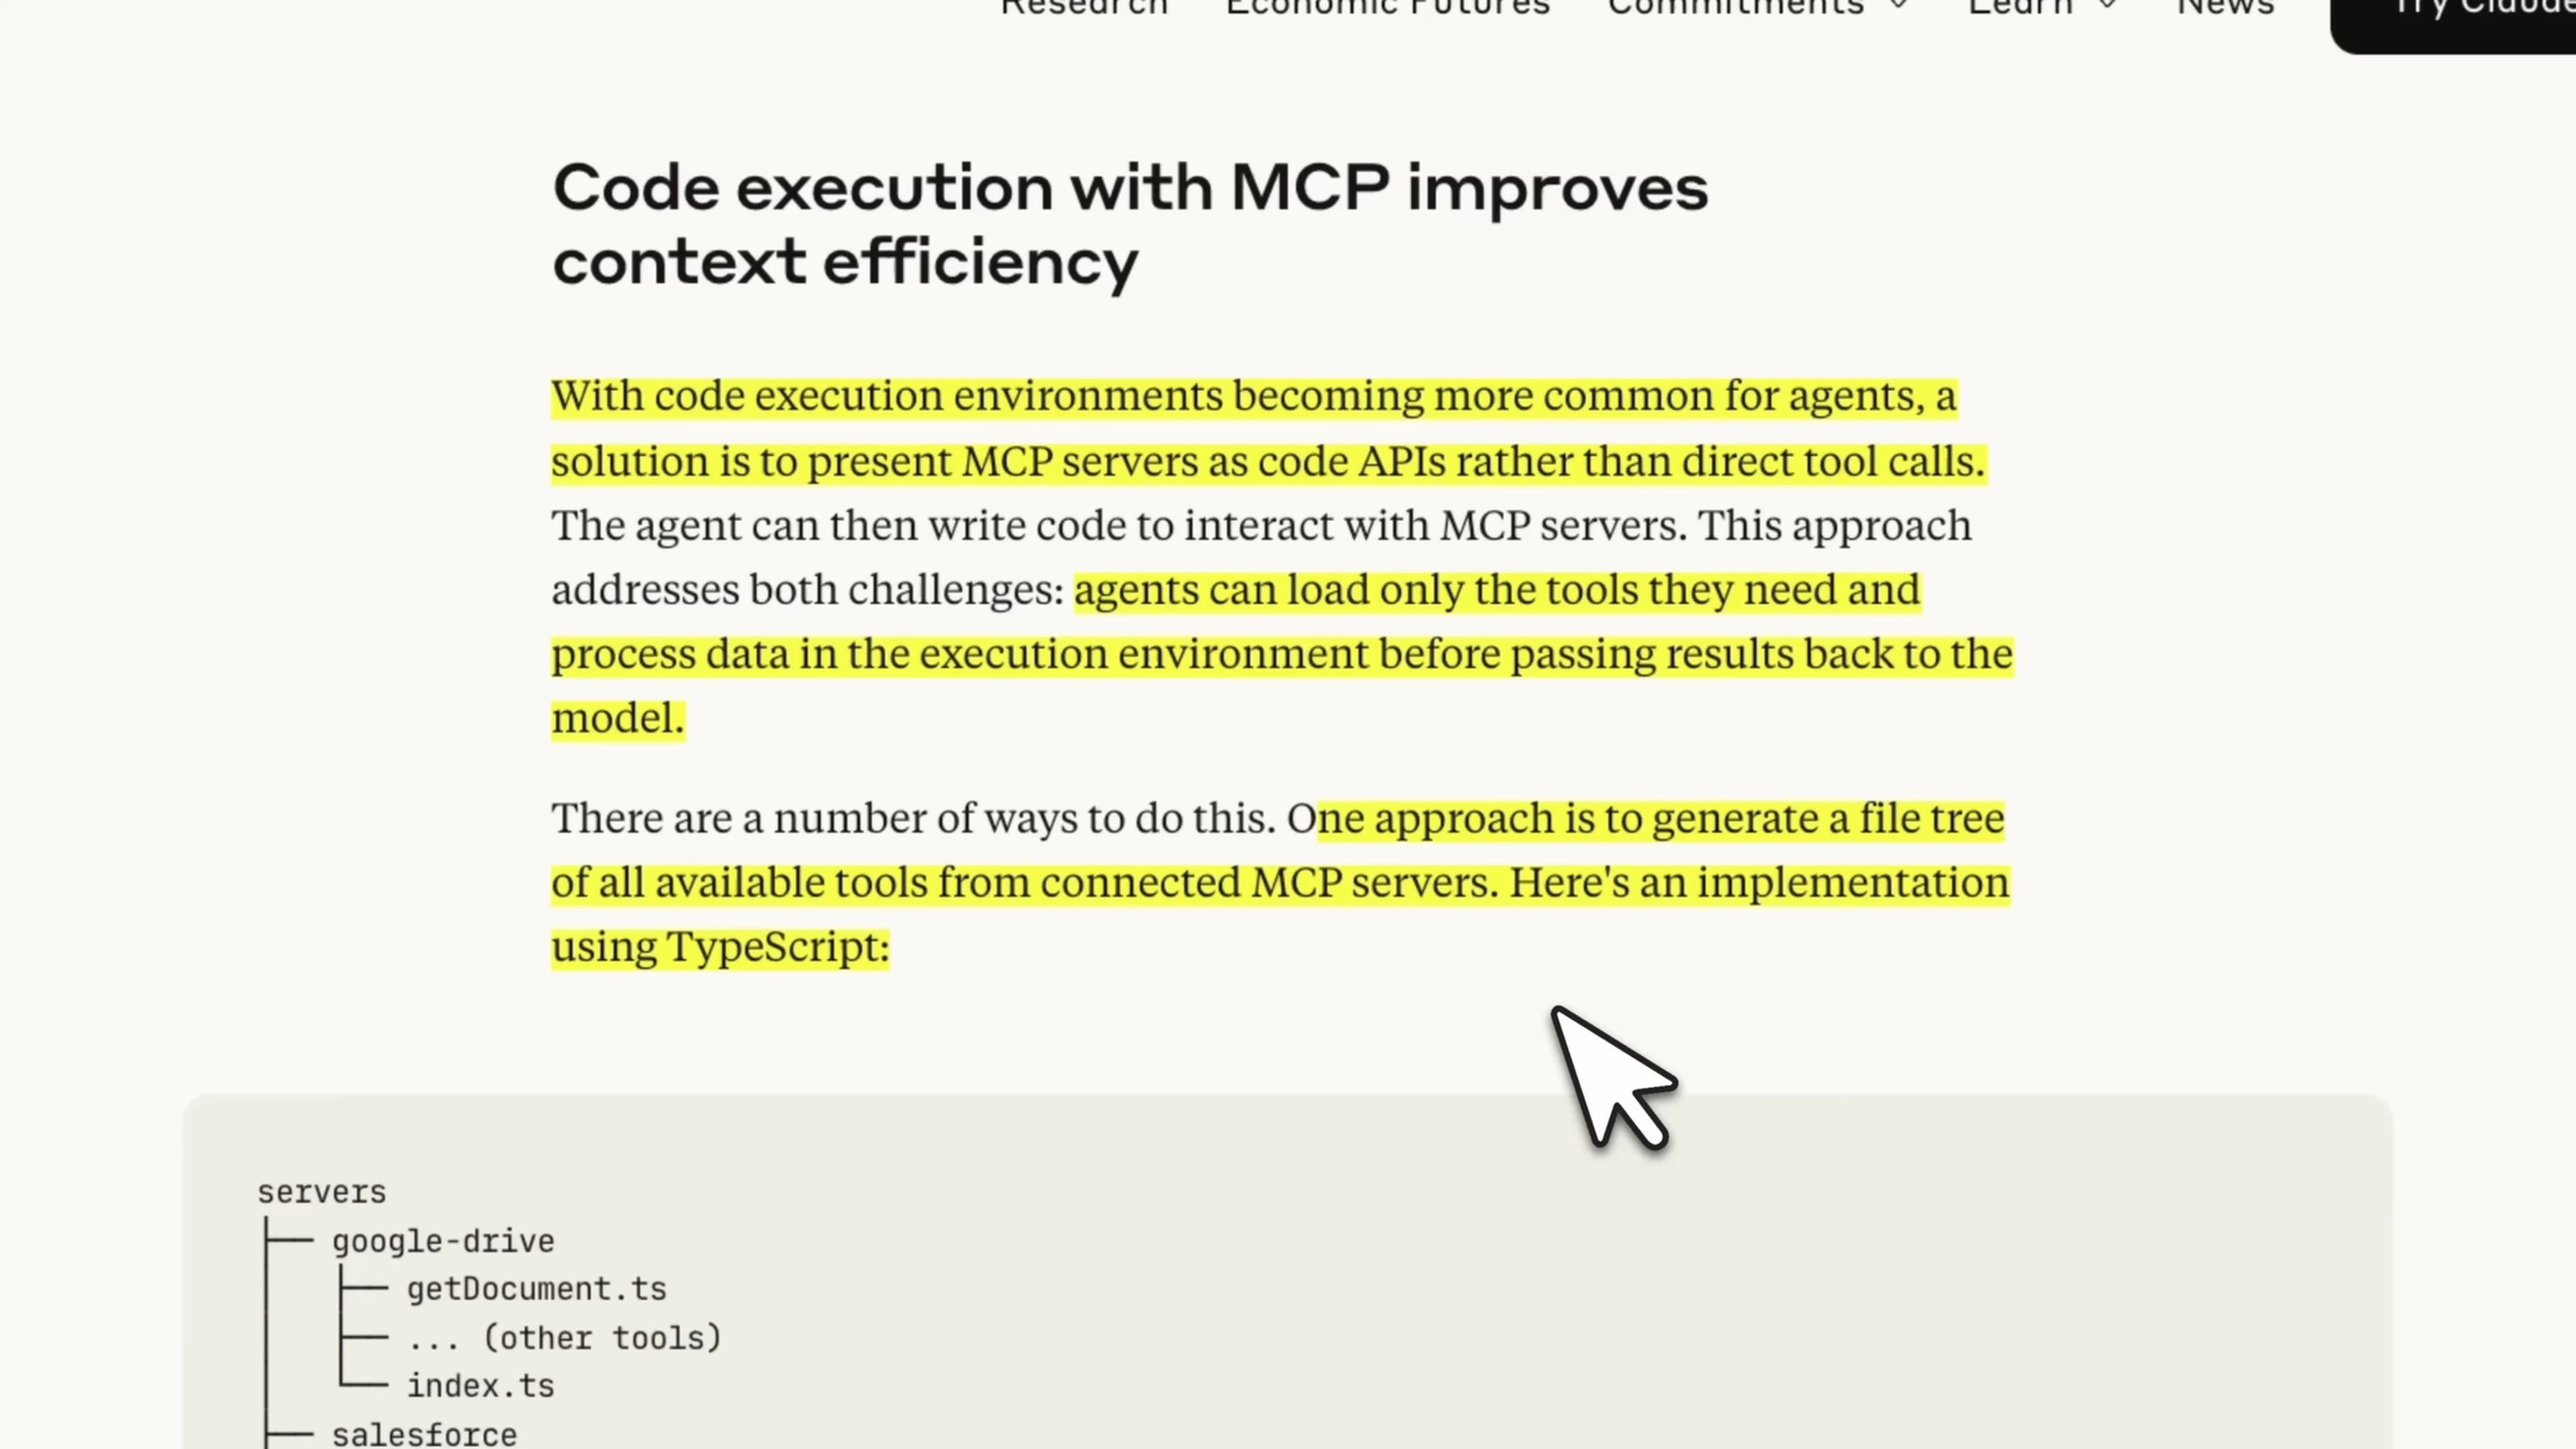 Research Economic Futures Commitments Learn News Try Claude
Code execution with MCP improves
context efficiency
With code execution environments becoming more common for agents, a
solution is to present MCP servers as code APIs rather than direct tool calls.
The agent can then write code to interact with MCP servers. This approach
addresses both challenges: agents can load only the tools they need and
process data in the execution environment before passing results back to the
model.
There are a number of ways to do this. One approach is to generate a file tree
of all available tools from connected MCP servers. Here's an implementation
using TypeScript:
servers
├── google-drive
│   ├── getDocument.ts
│   ├── ... (other tools)
│   └── index.ts
├── salesforce